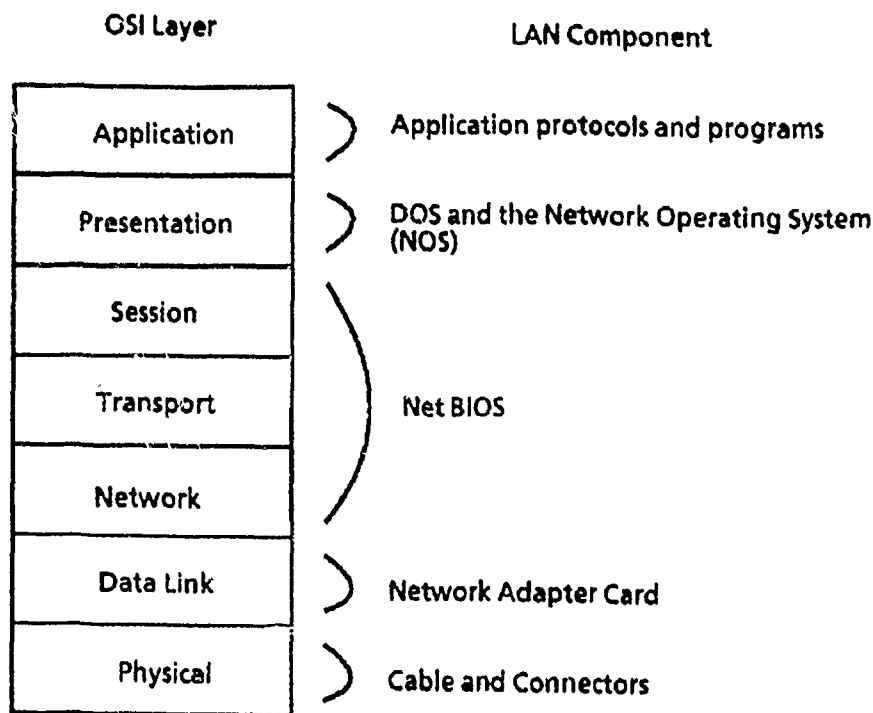 OSI Layer
LAN Component
Application
Application protocols and programs
Presentation
DOS and the Network Operating System
(NOS)
Session
Transport
Net BIOS
Network
Data Link
Network Adapter Card
Physical
Cable and Connectors